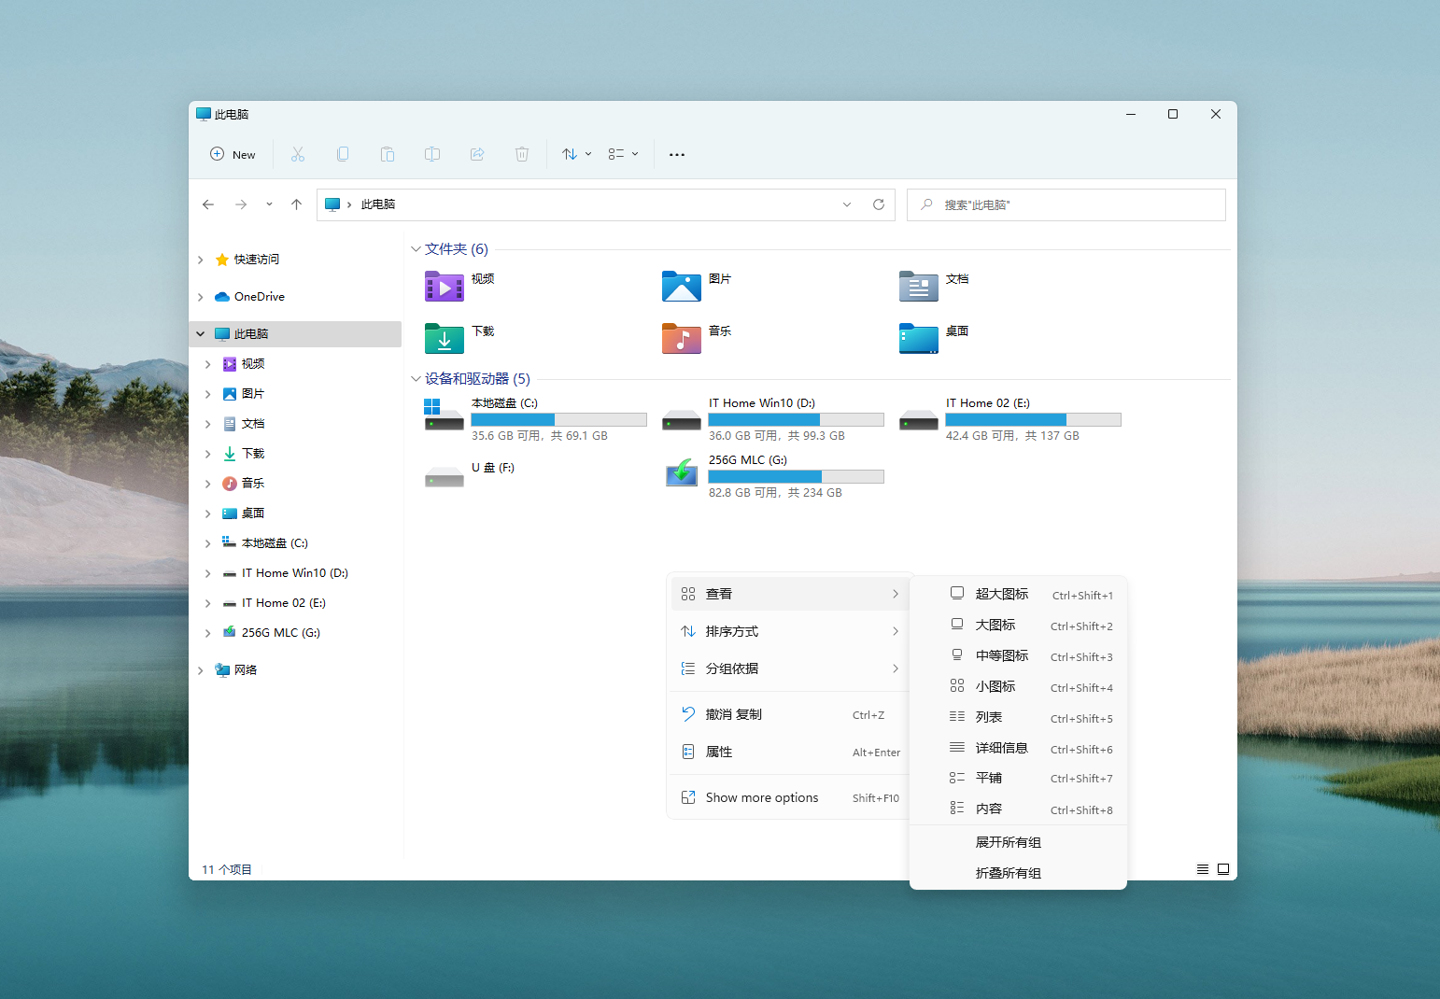 此电脑
New
此电脑
搜索"此电脑"
快速访问
OneDrive
此电脑
视频
图片
文档
下载
音乐
桌面
本地磁盘 (C:)
IT Home Win10 (D:)
IT Home 02 (E:)
256G MLC (G:)
网络
文件夹 (6)
视频
图片
文档
下载
音乐
桌面
设备和驱动器 (5)
本地磁盘 (C:)
35.6 GB 可用，共 69.1 GB
IT Home Win10 (D:)
36.0 GB 可用，共 99.3 GB
IT Home 02 (E:)
42.4 GB 可用，共 137 GB
U 盘 (F:)
256G MLC (G:)
82.8 GB 可用，共 234 GB
查看
排序方式
分组依据
撤消 复制 Ctrl+Z
属性 Alt+Enter
Show more options Shift+F10
超大图标 Ctrl+Shift+1
大图标 Ctrl+Shift+2
中等图标 Ctrl+Shift+3
小图标 Ctrl+Shift+4
列表 Ctrl+Shift+5
详细信息 Ctrl+Shift+6
平铺 Ctrl+Shift+7
内容 Ctrl+Shift+8
展开所有组
折叠所有组
11 个项目